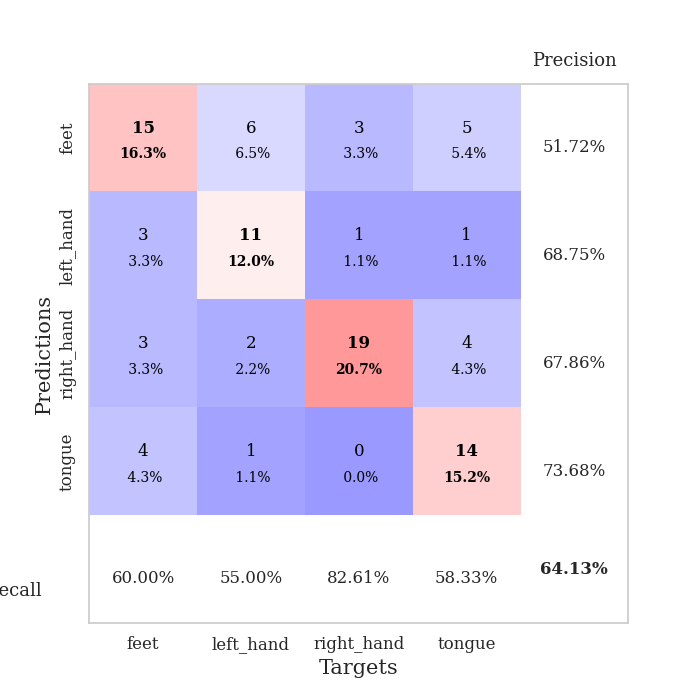 Precision
feet 15 6 3 5 51.72%
16.3% 6.5% 3.3% 5.4%
left_hand 3 11 1 1 68.75%
3.3% 12.0% 1.1% 1.1%
right_hand 3 2 19 4 67.86%
3.3% 2.2% 20.7% 4.3%
tongue 4 1 0 14 73.68%
4.3% 1.1% 0.0% 15.2%
Predictions
ecall 60.00% 55.00% 82.61% 58.33% 64.13%
feet left_hand right_hand tongue
Targets